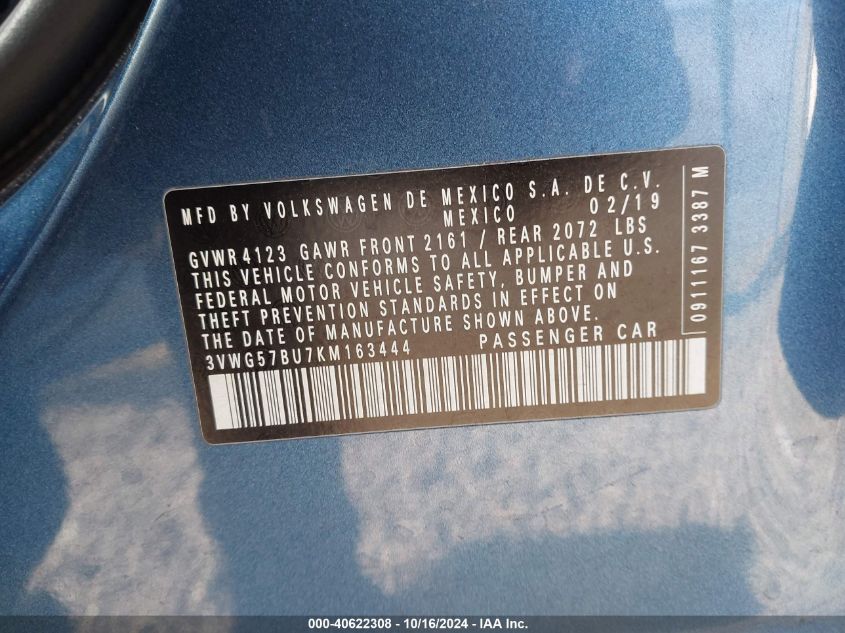 MFD BY VOLKSWAGEN DE MEXICO S.A. DE C.V.
MEXICO 02/19
GVWR 4123 GAWR FRONT 2161 / REAR 2072 LBS
THIS VEHICLE CONFORMS TO ALL APPLICABLE U.S.
FEDERAL MOTOR VEHICLE SAFETY, BUMPER AND
THEFT PREVENTION STANDARDS IN EFFECT ON
THE DATE OF MANUFACTURE SHOWN ABOVE.
3VWG57BU7KM163444 PASSENGER CAR
0911167 3387 M
000-40622308 - 10/16/2024 - IAA Inc.